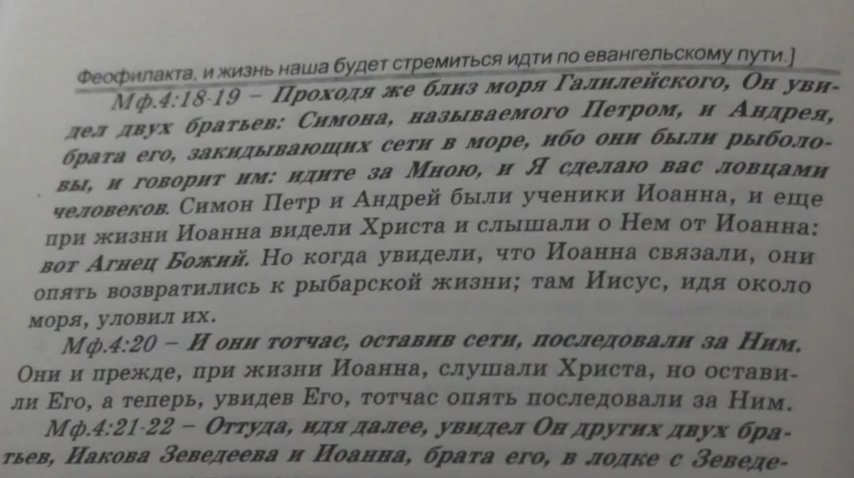 Феофилакта, и жизнь наша будет стремиться идти по евангельскому пути.]
Мф.4:18-19 – Проходя же близ моря Галилейского, Он уви-
дел двух братьев: Симона, называемого Петром, и Андрея,
брата его, закидывающих сети в море, ибо они были рыболо-
вы, и говорит им: идите за Мною, и Я сделаю вас ловцами
человеков. Симон Петр и Андрей были ученики Иоанна, и еще
при жизни Иоанна видели Христа и слышали о Нем от Иоанна:
вот Агнец Божий. Но когда увидели, что Иоанна связали, они
опять возвратились к рыбарской жизни; там Иисус, идя около
моря, уловил их.
Мф.4:20 – И они тотчас, оставив сети, последовали за Ним.
Они и прежде, при жизни Иоанна, слушали Христа, но остави-
ли Его, а теперь, увидев Его, тотчас опять последовали за Ним.
Мф.4:21-22 – Оттуда, идя далее, увидел Он других двух бра-
тьев, Иакова Зеведеева и Иоанна, брата его, в лодке с Зеведе-